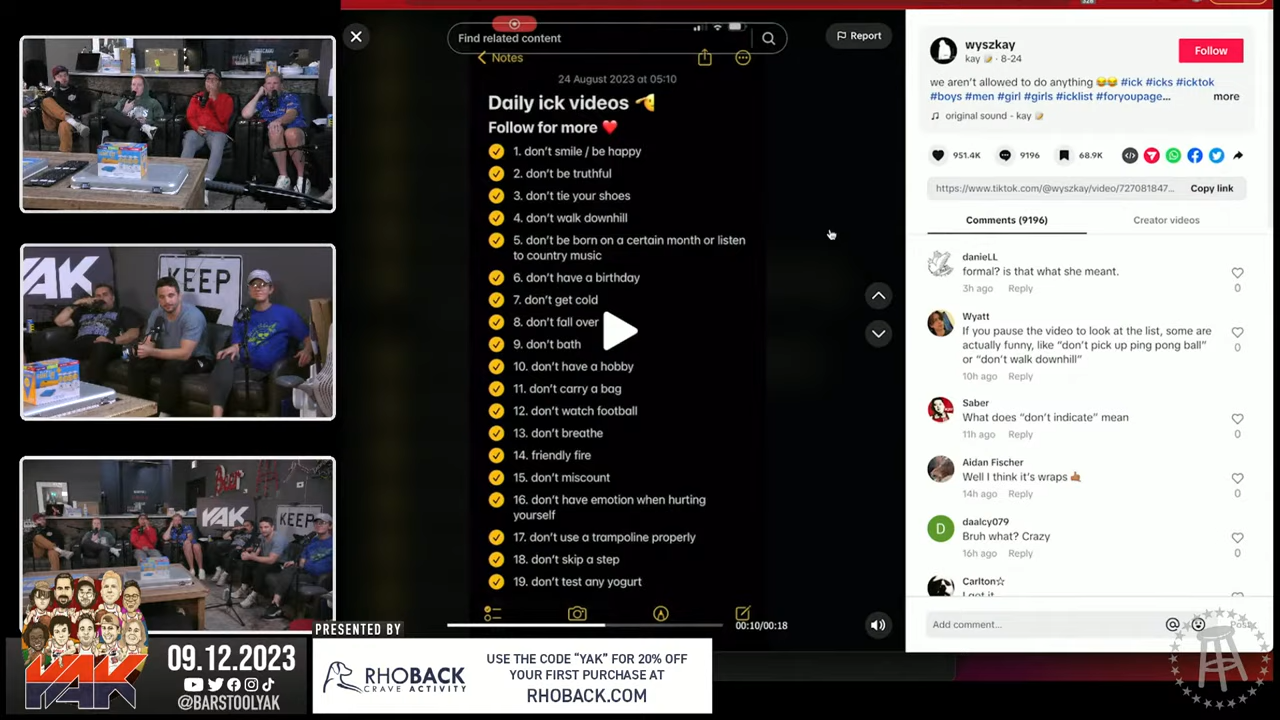 Find related content
Report
Notes
24 August 2023 at 05:10
Daily ick videos
Follow for more
1. don't smile / be happy
2. don't be truthful
3. don't tie your shoes
4. don't walk downhill
5. don't be born on a certain month or listen
to country music
6. don't have a birthday
7. don't get cold
8. don't fall over
9. don't bath
10. don't have a hobby
11. don't carry a bag
12. don't watch football
13. don't breathe
14. friendly fire
15. don't miscount
16. don't have emotion when hurting
yourself
17. don't use a trampoline properly
18. don't skip a step
19. don't test any yogurt
00:10/00:18
wyszkay
kay · 8-24
Follow
we aren't allowed to do anything 😂😂 #ick #icks #icktok
#boys #men #girl #girls #icklist #foryoupage...
more
original sound - kay
951.4K
9196
68.9K
https://www.tiktok.com/@wyszkay/video/727081847...
Copy link
Comments (9196)
Creator videos
danieLL
formal? is that what she meant.
3h ago Reply
0
Wyatt
If you pause the video to look at the list, some are
actually funny, like "don't pick up ping pong ball"
or "don't walk downhill"
10h ago Reply
0
Saber
What does "don't indicate" mean
11h ago Reply
0
Aidan Fischer
Well I think it's wraps
14h ago Reply
0
daalcy079
D
Bruh what? Crazy
16h ago Reply
0
Carlton☆
I get it
Add comment...
YAK
KEEP
YAK
KEEP
YAK
09.12.2023
@BARSTOOLYAK
PRESENTED BY
RHOBACK
CRAVE ACTIVITY
USE THE CODE "YAK" FOR 20% OFF
YOUR FIRST PURCHASE AT
RHOBACK.COM